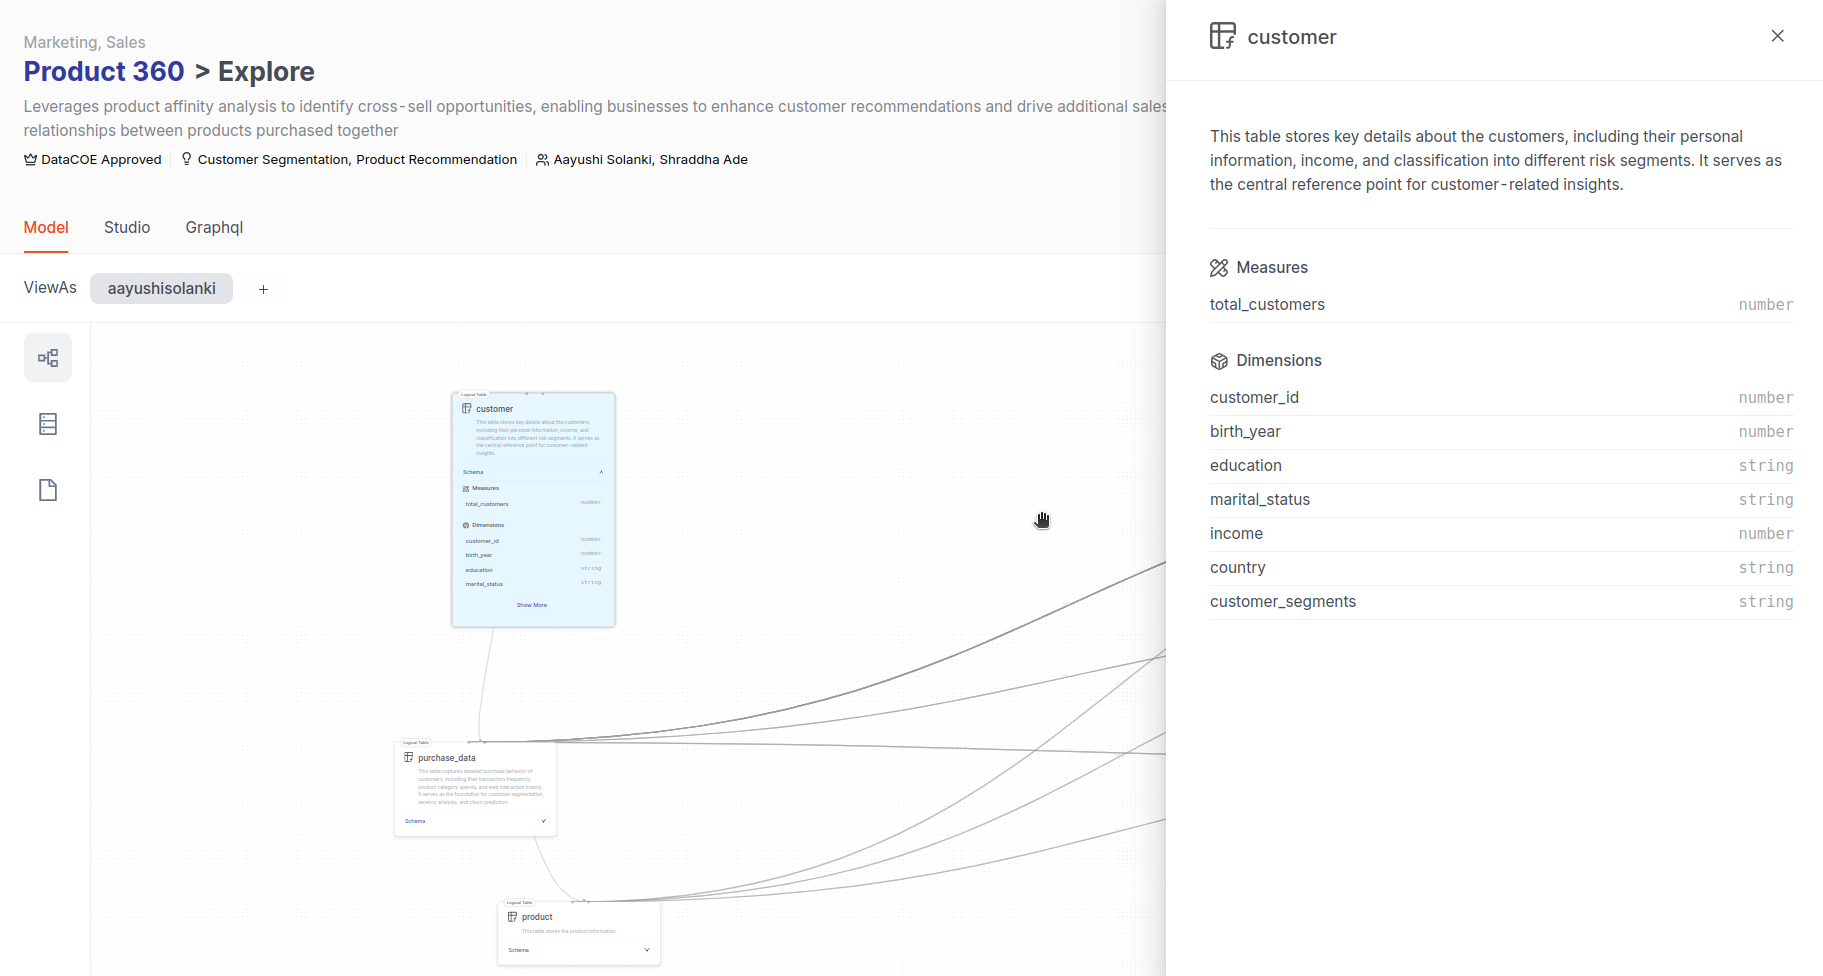 Marketing, Sales
Product 360 > Explore
Leverages product affinity analysis to identify cross-sell opportunities, enabling businesses to enhance customer recommendations and drive additional sales
relationships between products purchased together
DataCOE Approved
Customer Segmentation, Product Recommendation
Aayushi Solanki, Shraddha Ade
Model
Studio
Graphql
ViewAs
aayushisolanki
+
Logical Table
customer
This table stores key details about the customers,
including their personal information, income, and
classification into different risk segments. It serves as
the central reference point for customer-related
insights.
Schema
Measures
total_customers number
Dimensions
customer_id number
birth_year number
education string
marital_status string
Show More
Logical Table
purchase_data
This table captures detailed purchase behavior of
customers, including their transaction frequency,
product category spends, and web interaction history.
It serves as the foundation for customer segmentation,
recency analysis, and churn prediction.
Schema
Logical Table
product
This table stores the product information.
Schema
customer
This table stores key details about the customers, including their personal
information, income, and classification into different risk segments. It serves as
the central reference point for customer-related insights.
Measures
total_customers number
Dimensions
customer_id number
birth_year number
education string
marital_status string
income number
country string
customer_segments string